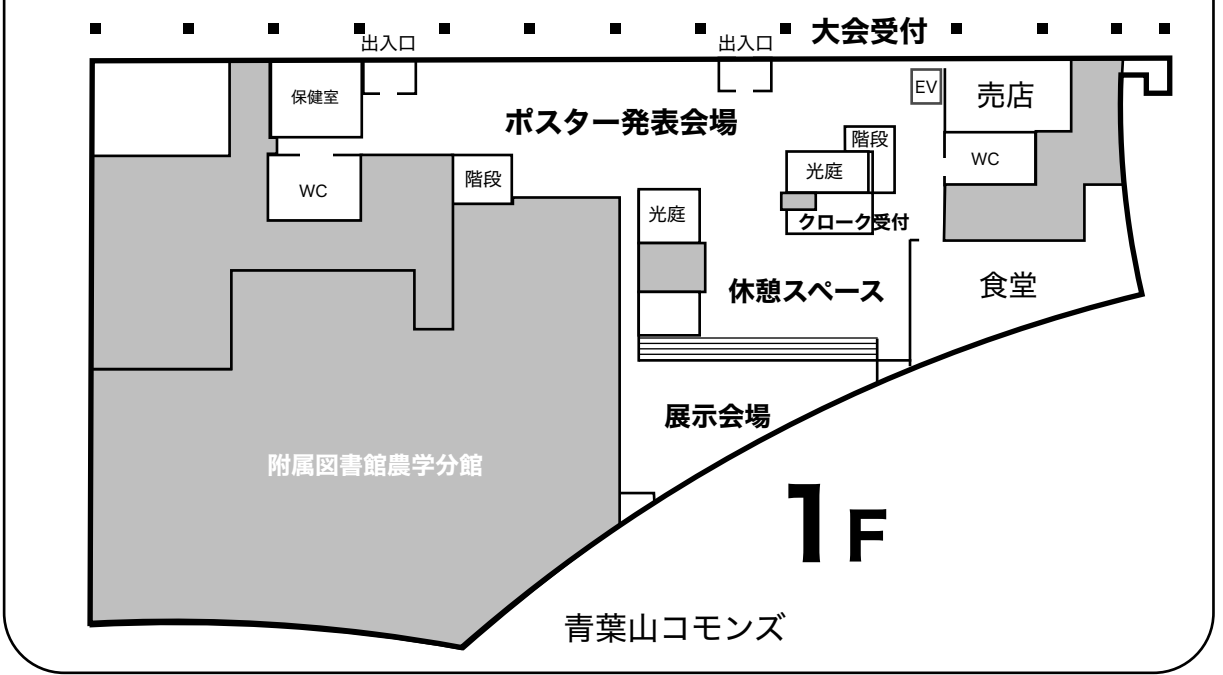 大会受付
出入口
出入口
保健室
ポスター発表会場
EV
売店
階段
WC
光庭
WC
階段
光庭
クローク受付
休憩スペース
食堂
展示会場
附属図書館農学分館
1F
青葉山コモンズ